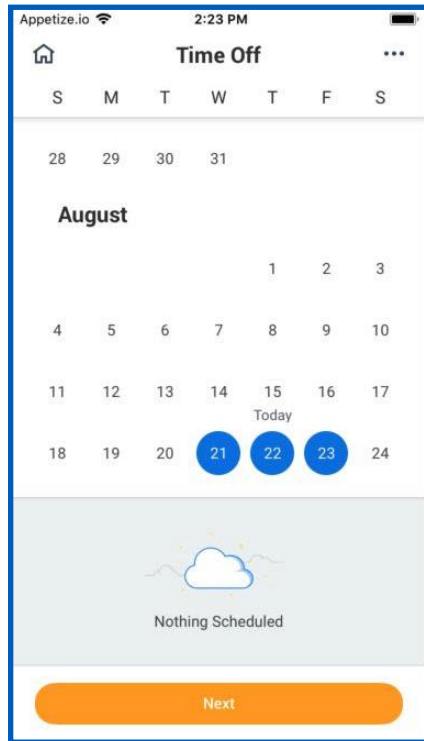 Appetize.io 2:23 PM
Time Off
S M T W T F S
28 29 30 31
August
1 2 3
4 5 6 7 8 9 10
11 12 13 14 15 16 17
Today
18 19 20 21 22 23 24
Nothing Scheduled
Next